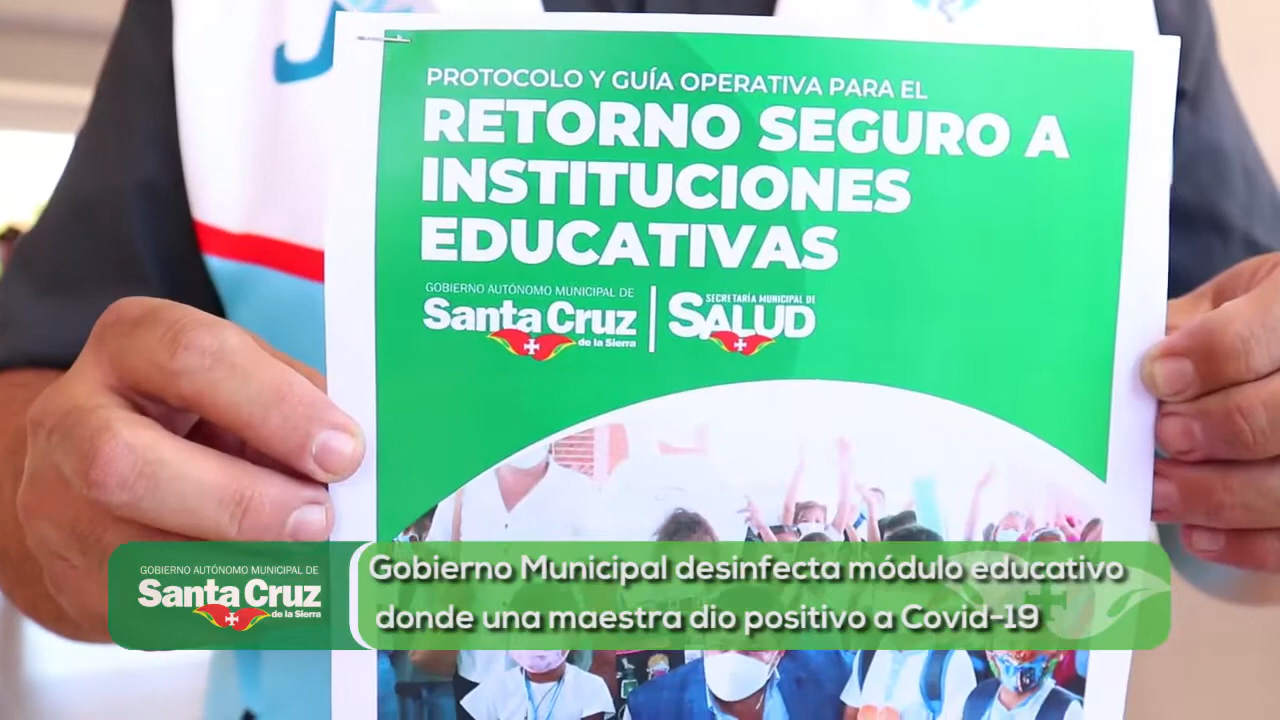 PROTOCOLO Y GUÍA OPERATIVA PARA EL
RETORNO SEGURO A
INSTITUCIONES
EDUCATIVAS
GOBIERNO AUTÓNOMO MUNICIPAL DE
Santa Cruz
de la Sierra
SECRETARÍA MUNICIPAL DE
SALUD
GOBIERNO AUTÓNOMO MUNICIPAL DE
Santa Cruz
de la Sierra
Gobierno Municipal desinfecta módulo educativo
donde una maestra dio positivo a Covid-19